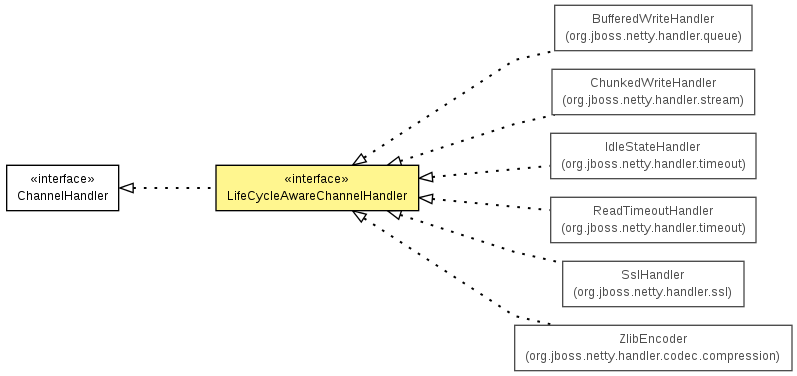 BufferedWriteHandler
(org.jboss.netty.handler.queue)
ChunkedWriteHandler
(org.jboss.netty.handler.stream)
IdleStateHandler
(org.jboss.netty.handler.timeout)
«interface»
ChannelHandler
«interface»
LifeCycleAwareChannelHandler
ReadTimeoutHandler
(org.jboss.netty.handler.timeout)
SslHandler
(org.jboss.netty.handler.ssl)
ZlibEncoder
(org.jboss.netty.handler.codec.compression)